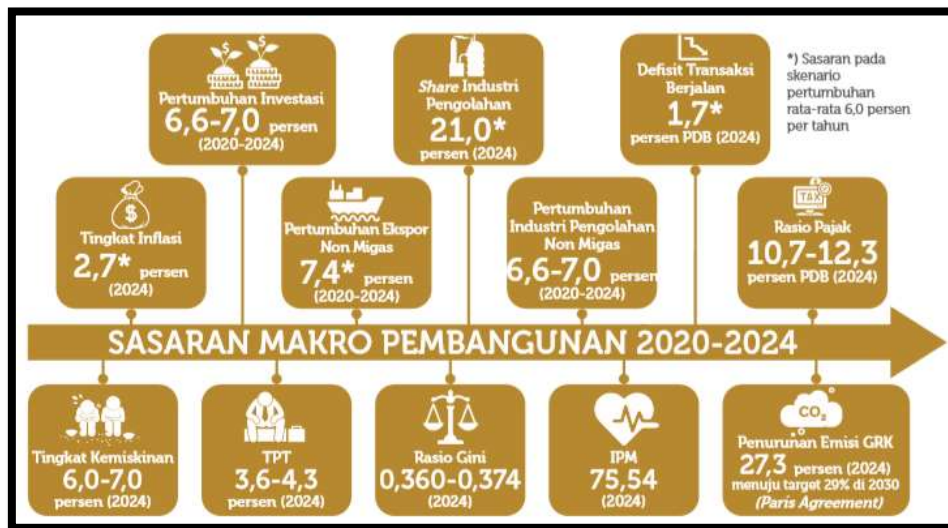 Pertumbuhan Investasi
6,6-7,0 persen
(2020-2024)
Share Industri
Pengolahan
21,0*
persen (2024)
Defisit Transaksi
Berjalan
1,7*
persen PDB (2024)
*) Sasaran pada
skenario
pertumbuhan
rata-rata 6,0 persen
per tahun
$
Tingkat Inflasi
2,7* persen
(2024)
Pertumbuhan Ekspor
Non Migas
7,4* persen
(2020-2024)
Pertumbuhan
Industri Pengolahan
Non Migas
6,6-7,0 persen
(2020-2024)
TAX
Rasio Pajak
10,7-12,3
persen PDB (2024)
SASARAN MAKRO PEMBANGUNAN 2020-2024
Tingkat Kemiskinan
6,0-7,0
persen (2024)
TPT
3,6-4,3
persen (2024)
Rasio Gini
0,360-0,374
(2024)
IPM
75,54
(2024)
CO2
Penurunan Emisi GRK
27,3 persen (2024)
menuju target 29% di 2030
(Paris Agreement)